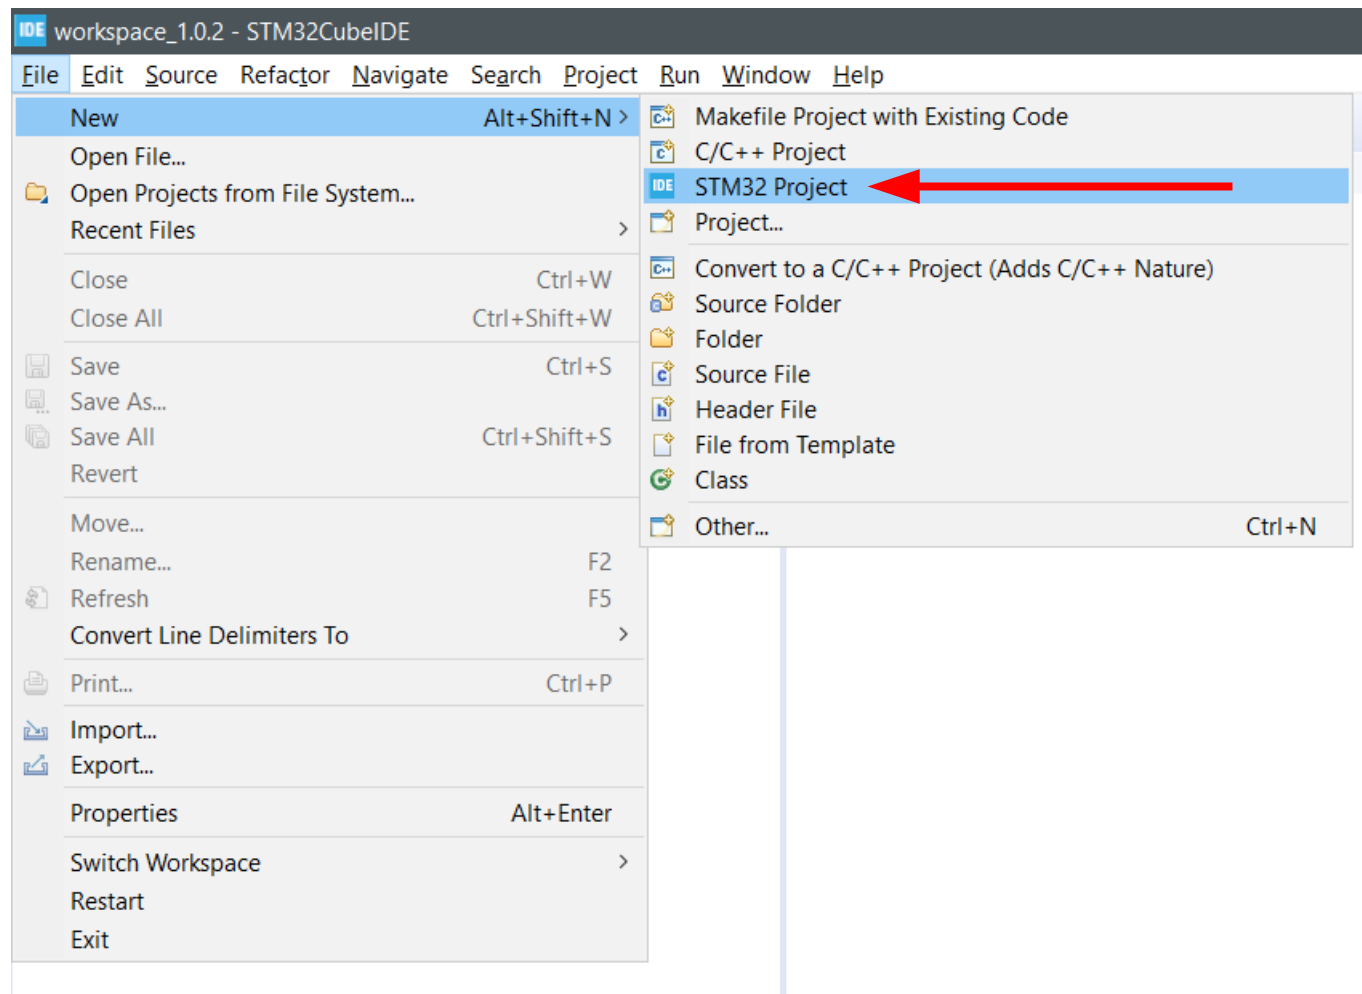 IDE workspace_1.0.2 - STM32CubeIDE
File Edit Source Refactor Navigate Search Project Run Window Help
New Alt+Shift+N >
Open File...
Open Projects from File System...
Recent Files >
Close Ctrl+W
Close All Ctrl+Shift+W
Save Ctrl+S
Save As...
Save All Ctrl+Shift+S
Revert
Move...
Rename... F2
Refresh F5
Convert Line Delimiters To >
Print... Ctrl+P
Import...
Export...
Properties Alt+Enter
Switch Workspace >
Restart
Exit
Makefile Project with Existing Code
C/C++ Project
IDE STM32 Project
Project...
Convert to a C/C++ Project (Adds C/C++ Nature)
Source Folder
Folder
Source File
Header File
File from Template
Class
Other... Ctrl+N